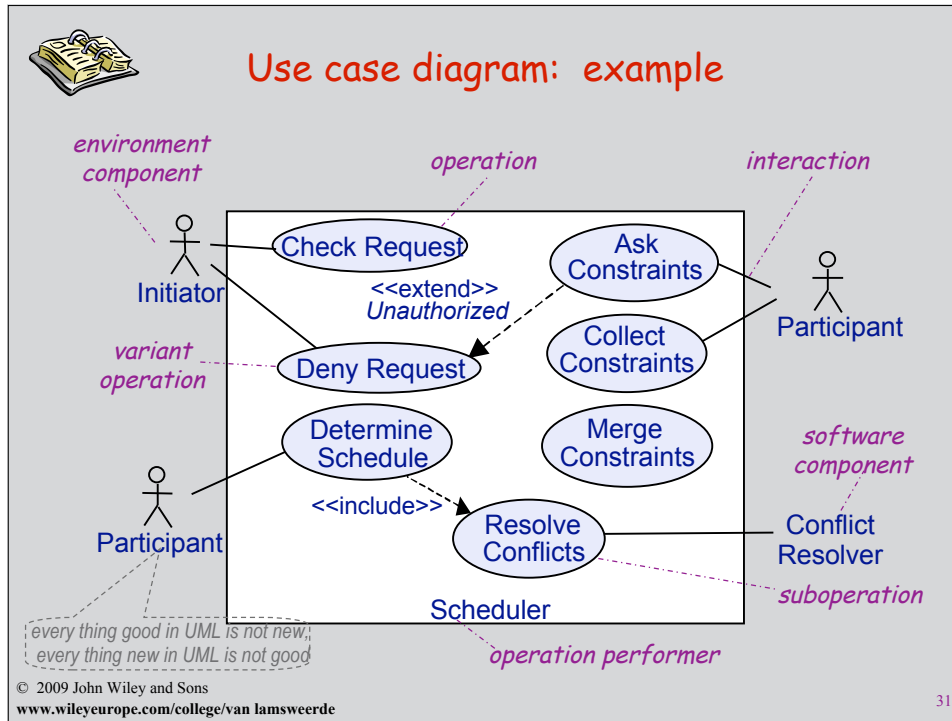 Use case diagram: example
environment
component
operation
interaction
Initiator
Check Request
Ask
Constraints
<<extend>>
Unauthorized
Participant
Collect
Constraints
variant
operation
Deny Request
Determine
Schedule
Merge
Constraints
software
component
<<include>>
Participant
Resolve
Conflicts
Conflict
Resolver
suboperation
Scheduler
every thing good in UML is not new,
every thing new in UML is not good
operation performer
© 2009 John Wiley and Sons
www.wileyeurope.com/college/van lamsweerde
31